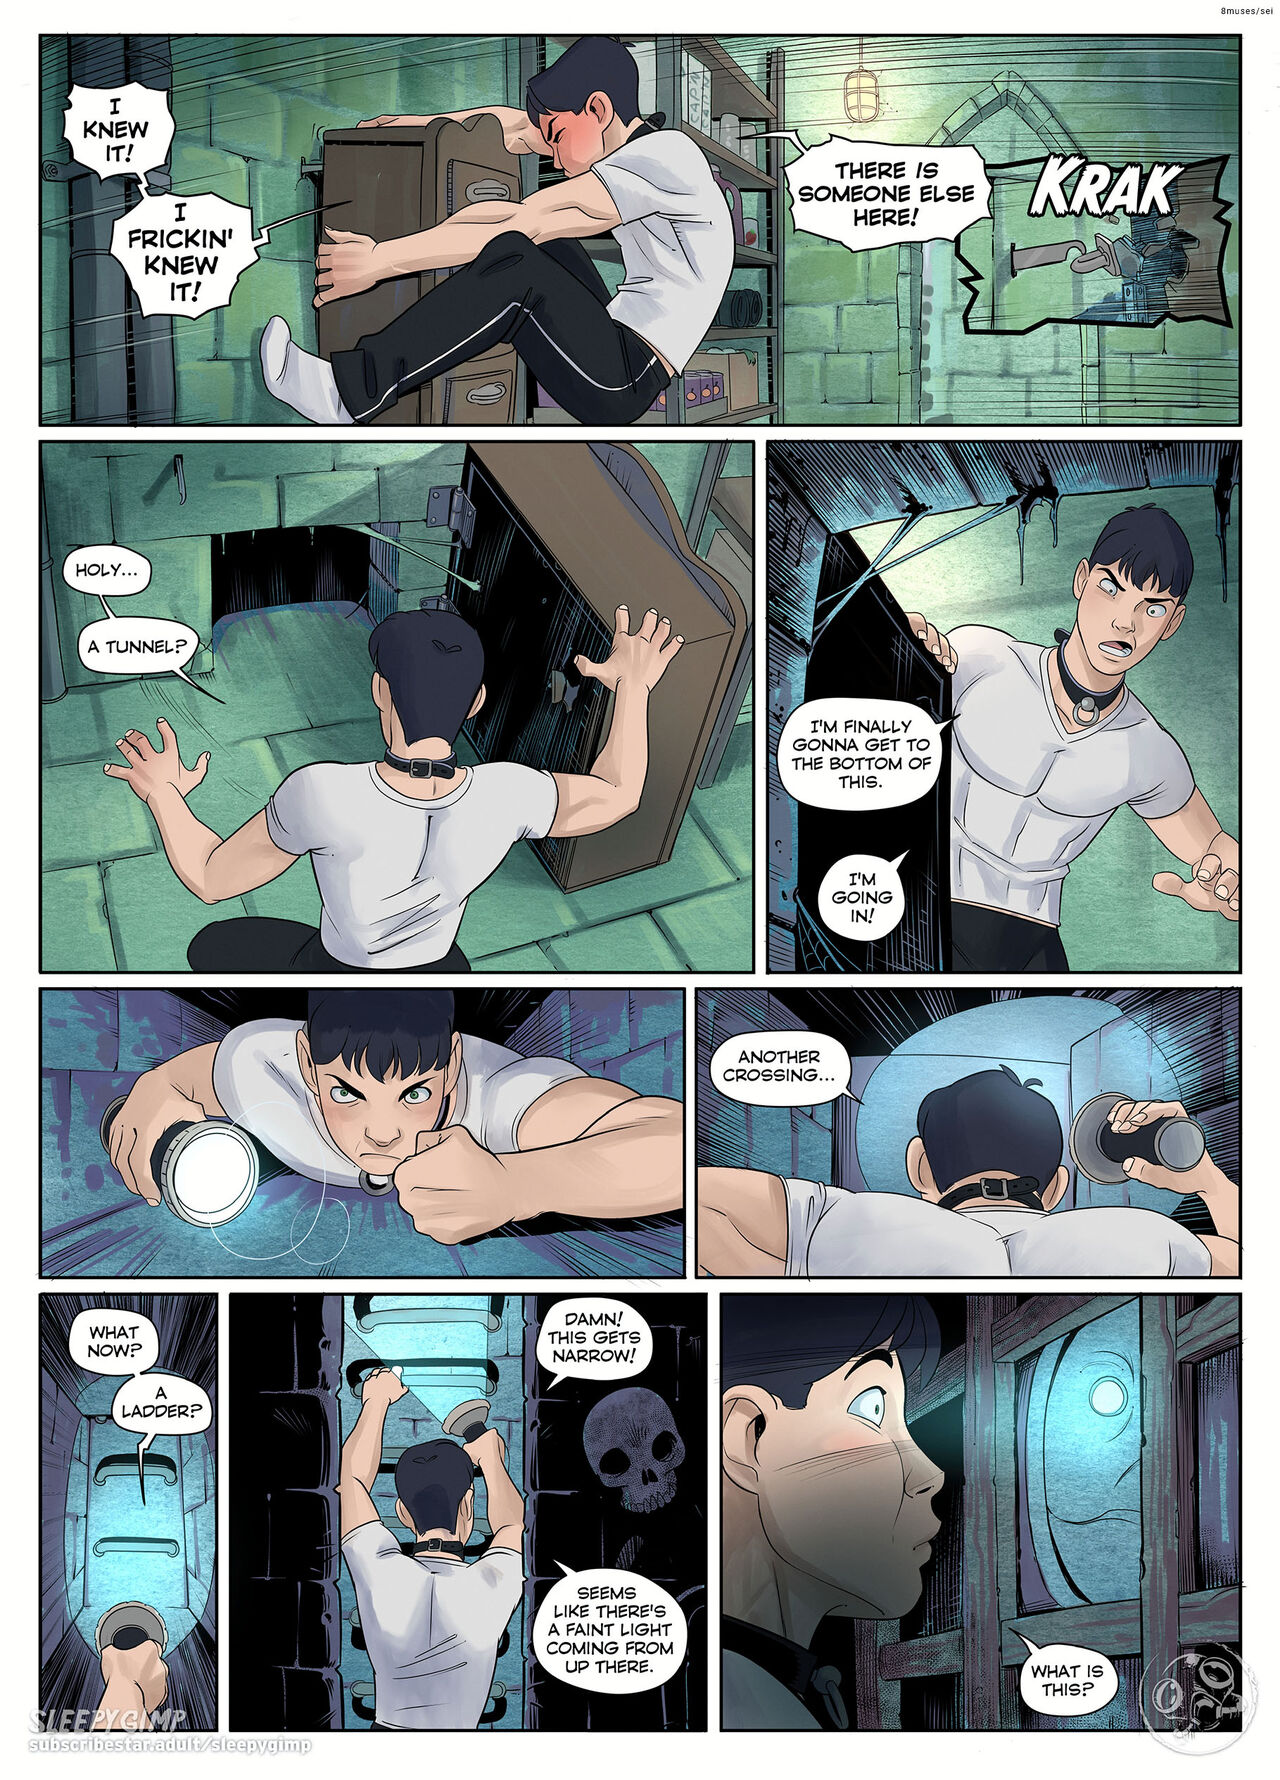 8muses/sei
I
KNEW
IT!
I
FRICKIN'
KNEW
IT!
THERE IS
SOMEONE ELSE
HERE!
KRAK
HOLY...
A TUNNEL?
I'M FINALLY
GONNA GET TO
THE BOTTOM OF
THIS.
I'M
GOING
IN!
ANOTHER
CROSSING...
WHAT
NOW?
A
LADDER?
DAMN!
THIS GETS
NARROW!
SEEMS
LIKE THERE'S
A FAINT LIGHT
COMING FROM
UP THERE.
WHAT IS
THIS?
SLEEPYGIMP
subscribestar.adult/sleepygimp